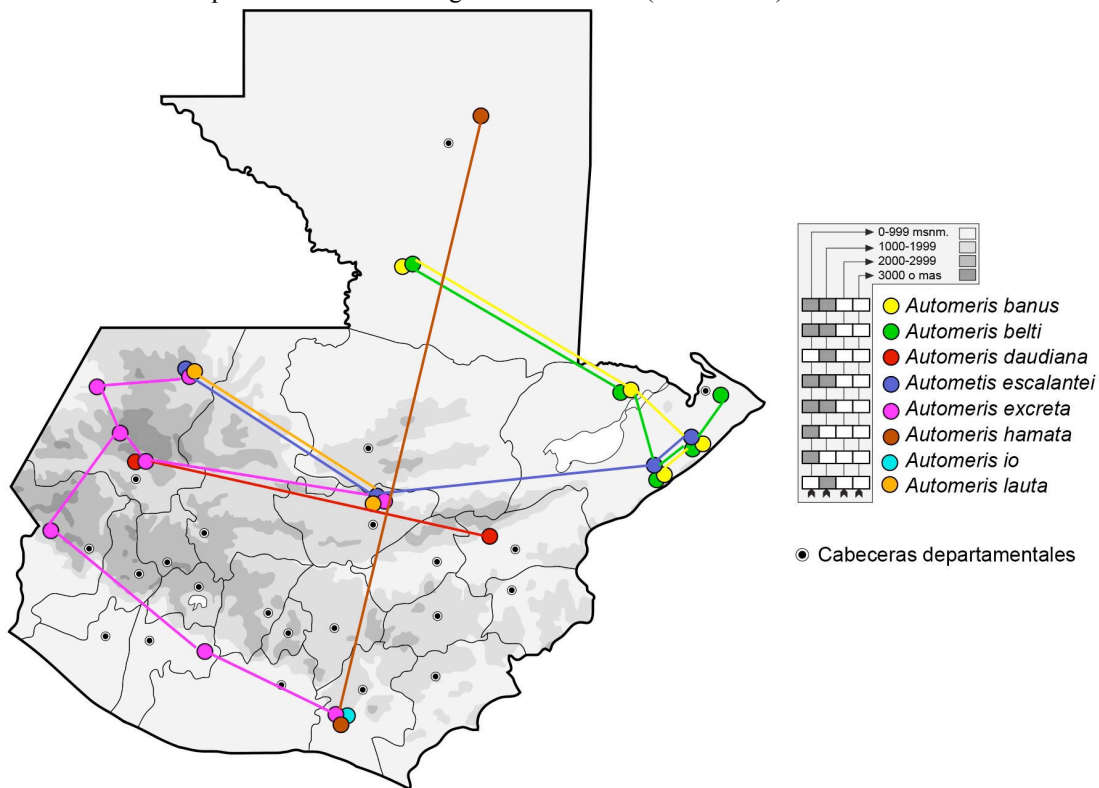 0-999 msnm.
1000-1999
2000-2999
3000 o mas
Automeris banus
Automeris belti
Automeris daudiana
Autometis escalantei
Automeris excreta
Automeris hamata
Automeris io
Automeris lauta
Cabeceras departamentales